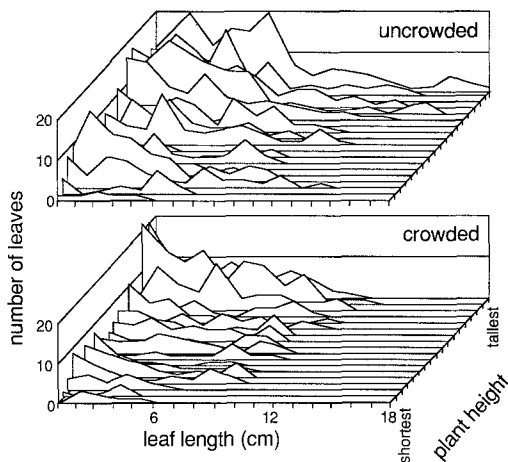 uncrowded
20
10
0
number of leaves
crowded
20
10
0
6
12
18
leaf length (cm)
shortest
tallest
plant height